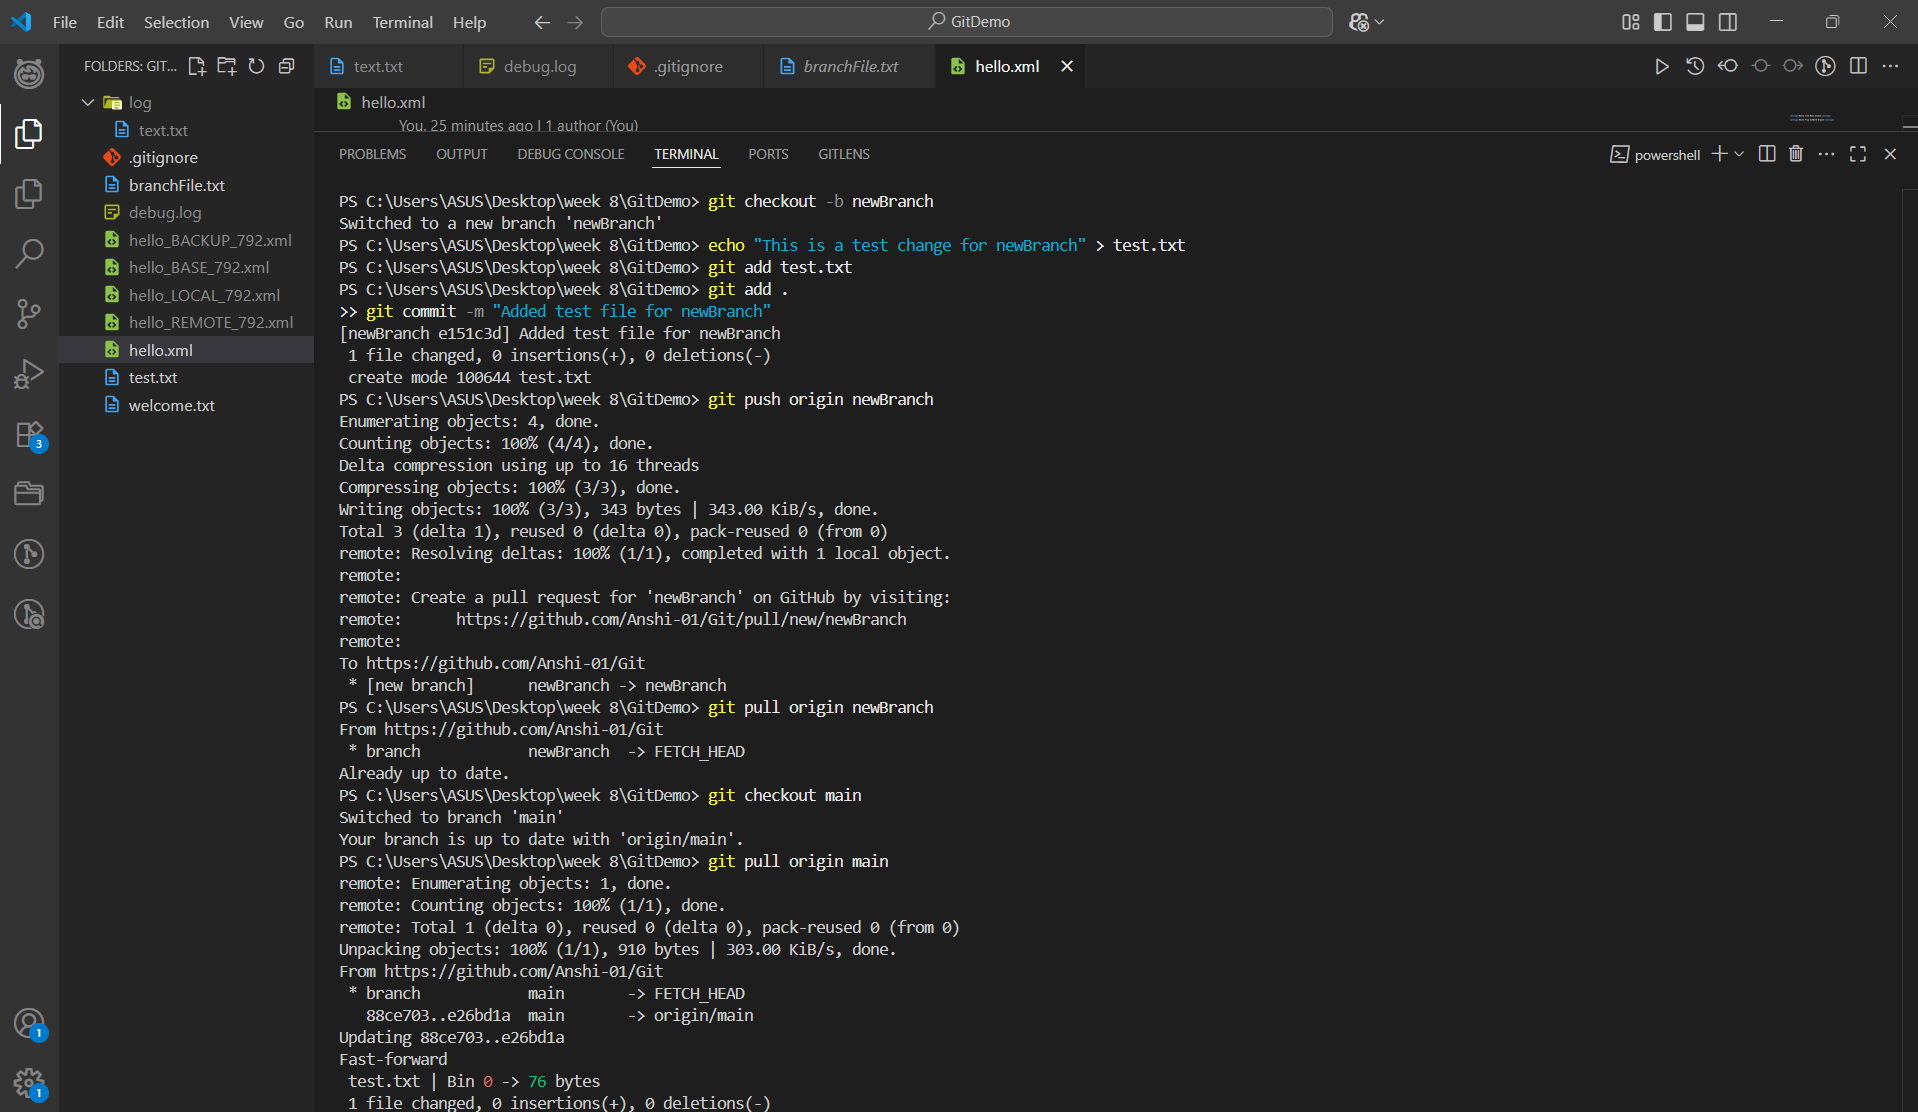 File Edit Selection View Go Run Terminal Help
GitDemo
FOLDERS: GIT...
text.txt
debug.log
.gitignore
branchFile.txt
hello.xml
log
text.txt
.gitignore
branchFile.txt
debug.log
hello_BACKUP_792.xml
hello_BASE_792.xml
hello_LOCAL_792.xml
hello_REMOTE_792.xml
hello.xml
test.txt
welcome.txt
3
1
1
hello.xml
You, 25 minutes ago | 1 author (You)
PROBLEMS OUTPUT DEBUG CONSOLE TERMINAL PORTS GITLENS
powershell
PS C:\Users\ASUS\Desktop\week 8\GitDemo> git checkout -b newBranch
Switched to a new branch 'newBranch'
PS C:\Users\ASUS\Desktop\week 8\GitDemo> echo "This is a test change for newBranch" > test.txt
PS C:\Users\ASUS\Desktop\week 8\GitDemo> git add test.txt
PS C:\Users\ASUS\Desktop\week 8\GitDemo> git add .
>> git commit -m "Added test file for newBranch"
[newBranch e151c3d] Added test file for newBranch
1 file changed, 0 insertions(+), 0 deletions(-)
create mode 100644 test.txt
PS C:\Users\ASUS\Desktop\week 8\GitDemo> git push origin newBranch
Enumerating objects: 4, done.
Counting objects: 100% (4/4), done.
Delta compression using up to 16 threads
Compressing objects: 100% (3/3), done.
Writing objects: 100% (3/3), 343 bytes | 343.00 KiB/s, done.
Total 3 (delta 1), reused 0 (delta 0), pack-reused 0 (from 0)
remote: Resolving deltas: 100% (1/1), completed with 1 local object.
remote:
remote: Create a pull request for 'newBranch' on GitHub by visiting:
remote:      https://github.com/Anshi-01/Git/pull/new/newBranch
remote:
To https://github.com/Anshi-01/Git
* [new branch]      newBranch -> newBranch
PS C:\Users\ASUS\Desktop\week 8\GitDemo> git pull origin newBranch
From https://github.com/Anshi-01/Git
* branch            newBranch  -> FETCH_HEAD
Already up to date.
PS C:\Users\ASUS\Desktop\week 8\GitDemo> git checkout main
Switched to branch 'main'
Your branch is up to date with 'origin/main'.
PS C:\Users\ASUS\Desktop\week 8\GitDemo> git pull origin main
remote: Enumerating objects: 1, done.
remote: Counting objects: 100% (1/1), done.
remote: Total 1 (delta 0), reused 0 (delta 0), pack-reused 0 (from 0)
Unpacking objects: 100% (1/1), 910 bytes | 303.00 KiB/s, done.
From https://github.com/Anshi-01/Git
* branch            main       -> FETCH_HEAD
88ce703..e26bd1a  main       -> origin/main
Updating 88ce703..e26bd1a
Fast-forward
test.txt | Bin 0 -> 76 bytes
1 file changed, 0 insertions(+), 0 deletions(-)